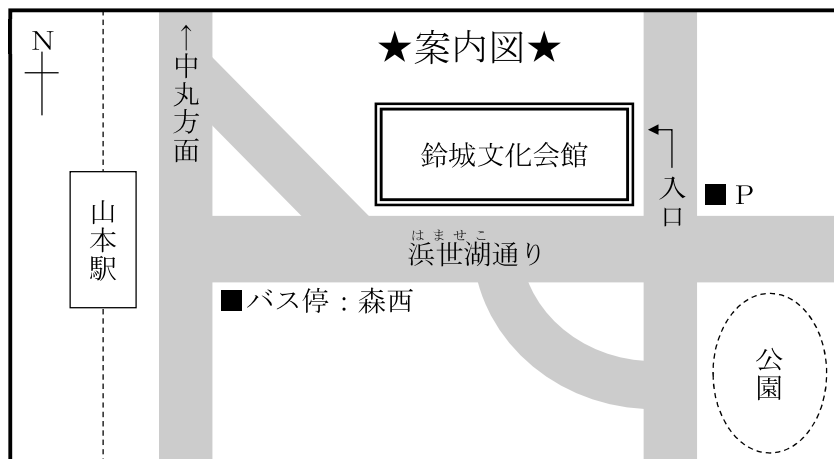 ★案内図★
N
↑中丸方面
鈴城文化会館
入口
■P
山本駅
はませこ
浜世湖通り
■バス停：森西
公園